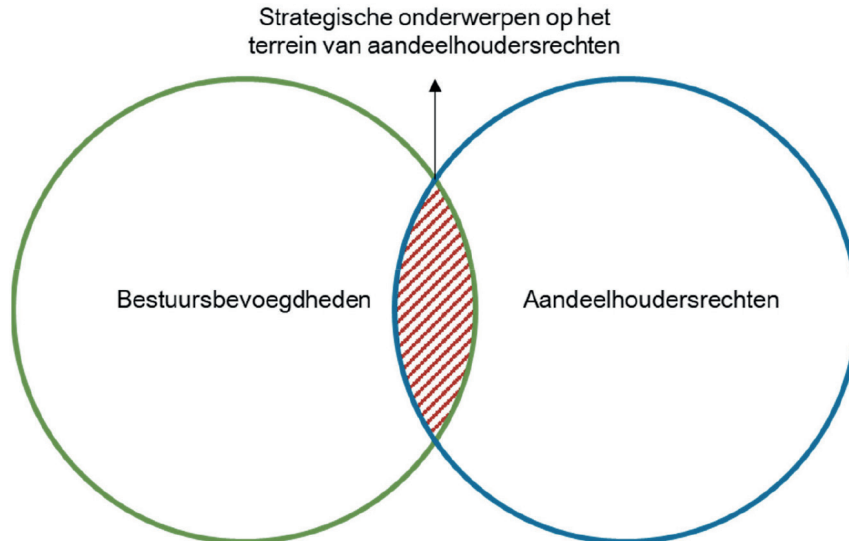 Strategische onderwerpen op het
terrein van aandeelhoudersrechten
Bestuursbevoegdheden
Aandeelhoudersrechten